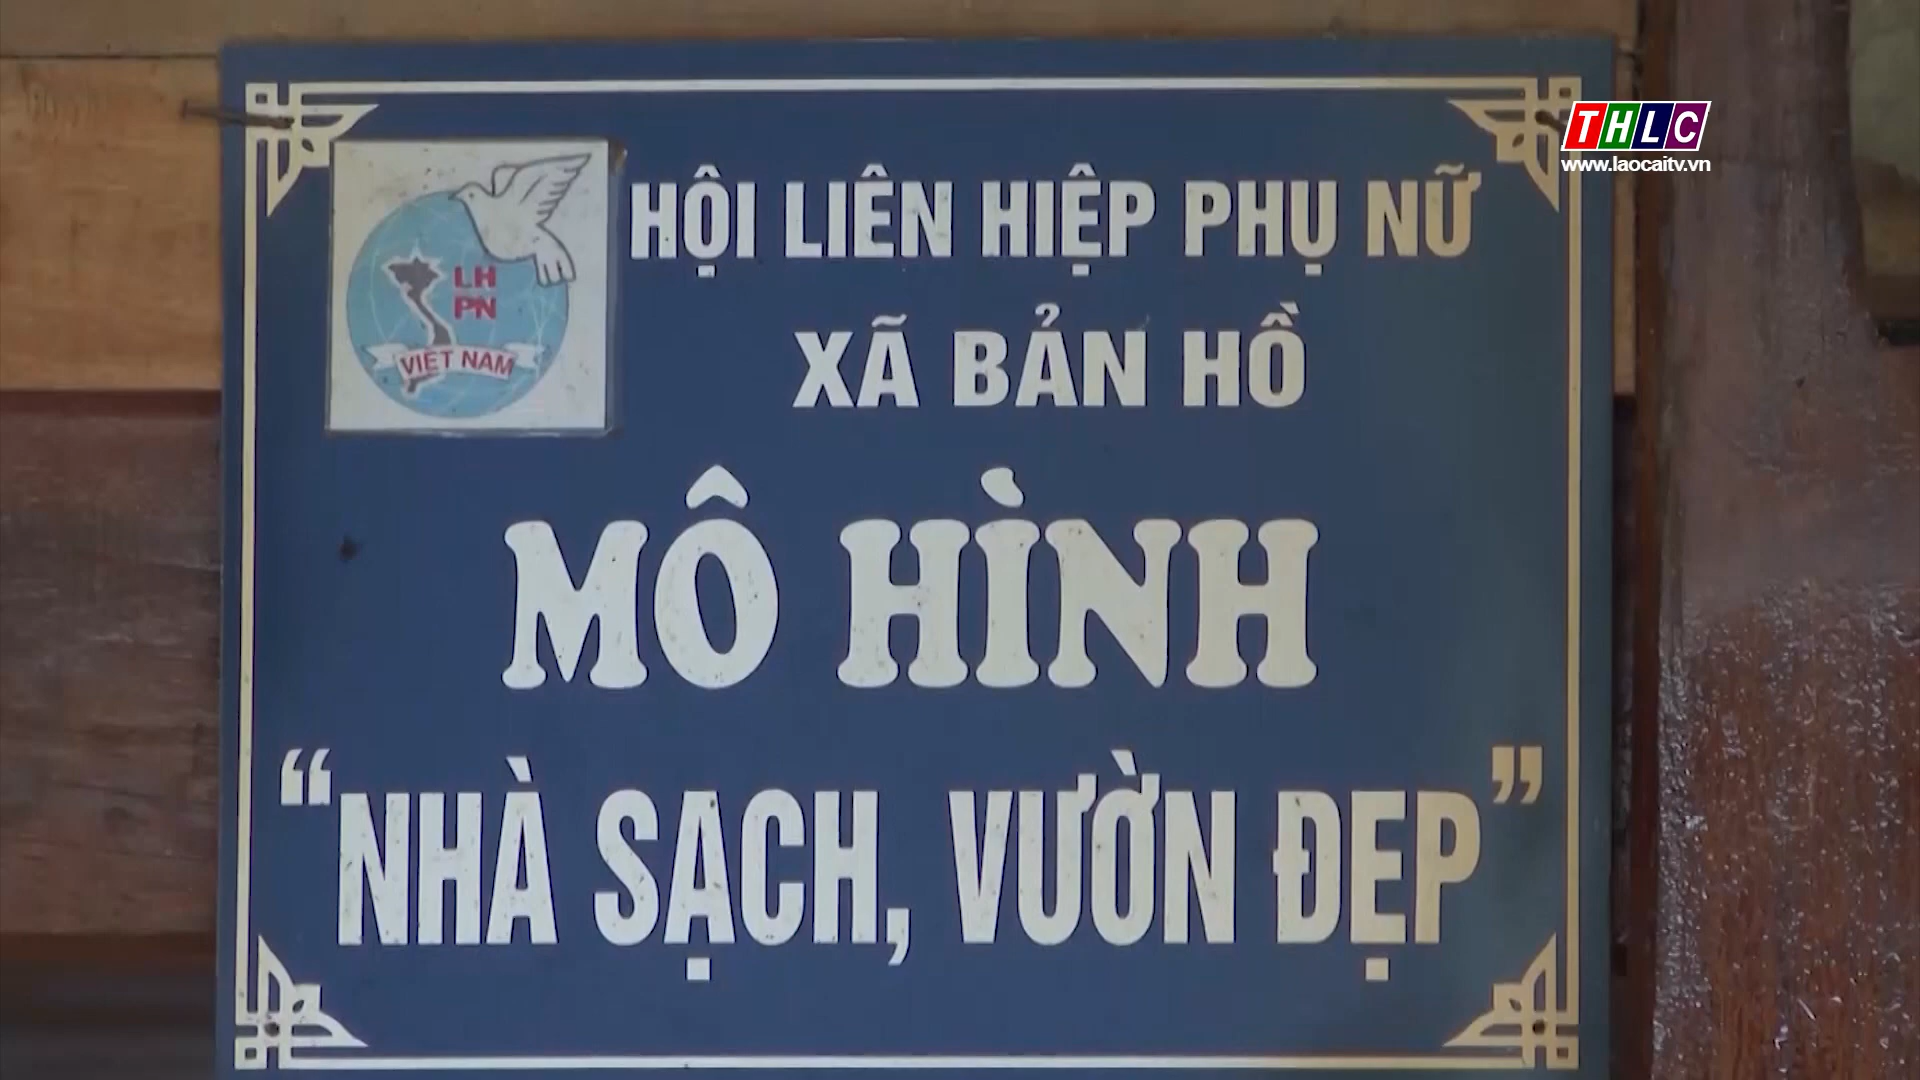 THLC
www.laocaitv.vn
HỘI LIÊN HIỆP PHỤ NỮ
XÃ BẢN HỒ
LH
PN
VIỆT NAM
MÔ HÌNH
“NHÀ SẠCH, VƯỜN ĐẸP”